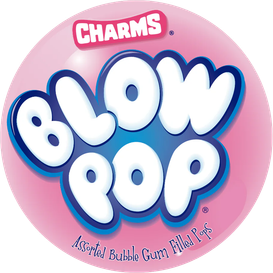 CHARMS®
BLOW
POP®
Assorted Bubble Gum Filled Pops